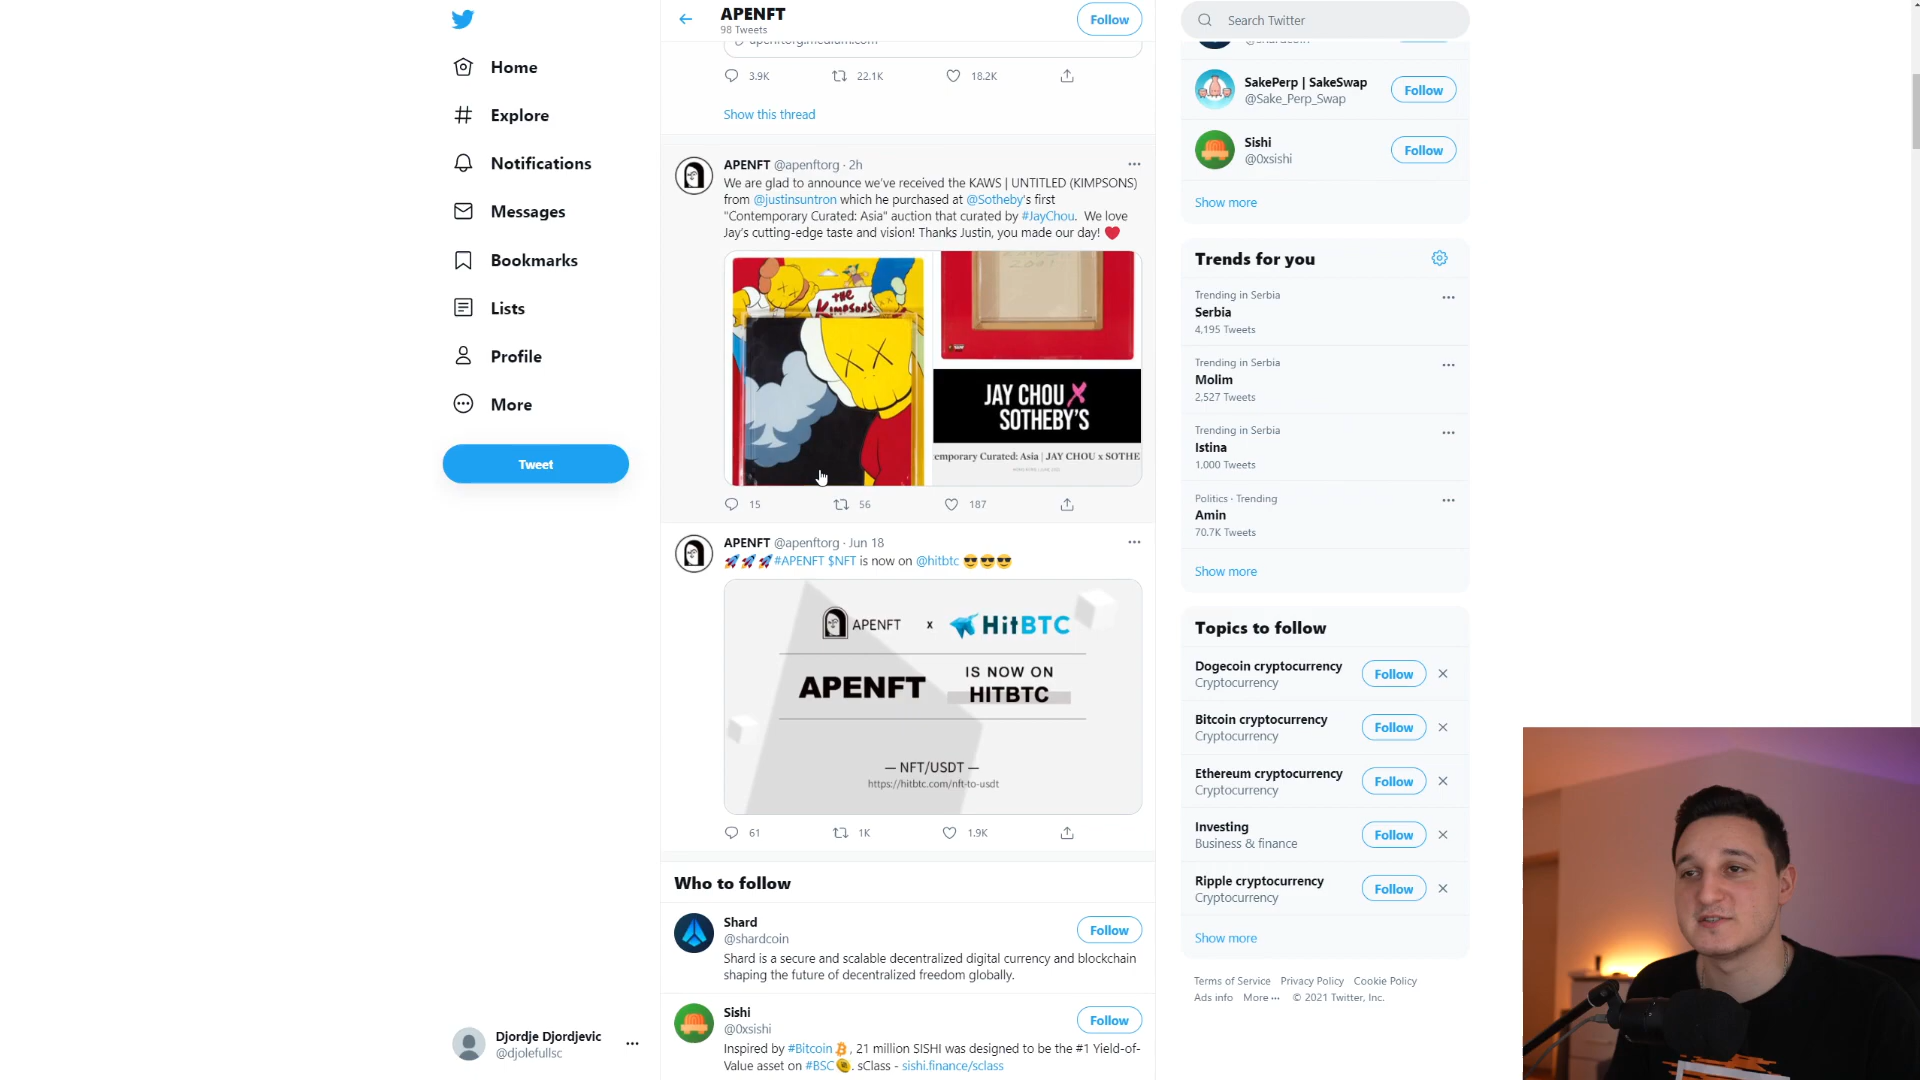 Home
Explore
Notifications
Messages
Bookmarks
Lists
Profile
More
Tweet
Djordje Djordjevic
@djolefullsc
APENFT
98 Tweets
Follow
apenftorg.medium.com
3.9K 22.1K 18.2K
Show this thread
APENFT @apenftorg · 2h
We are glad to announce we've received the KAWS | UNTITLED (KIMPSONS)
from @justinsuntron which he purchased at @Sotheby's first
"Contemporary Curated: Asia" auction that curated by #JayChou. We love
Jay's cutting-edge taste and vision! Thanks Justin, you made our day! ❤️
the
Kimpsons
JAY CHOU X
SOTHEBY'S
temporary Curated: Asia | JAY CHOU x SOTHE
15 56 187
APENFT @apenftorg · Jun 18
🚀🚀🚀#APENFT $NFT is now on @hitbtc 😎😎😎
APENFT x HitBTC
APENFT IS NOW ON
HITBTC
— NFT/USDT —
https://hitbtc.com/nft-to-usdt
61 1K 1.9K
Who to follow
Shard
@shardcoin
Follow
Shard is a secure and scalable decentralized digital currency and blockchain
shaping the future of decentralized freedom globally.
Sishi
@0xsishi
Follow
Inspired by #Bitcoin, 21 million SISHI was designed to be the #1 Yield-of-
Value asset on #BSC. sClass - sishi.finance/sclass
Search Twitter
@shardcoin
SakePerp | SakeSwap
@Sake_Perp_Swap
Follow
Sishi
@0xsishi
Follow
Show more
Trends for you
Trending in Serbia
Serbia
4,195 Tweets
Trending in Serbia
Molim
2,527 Tweets
Trending in Serbia
Istina
1,000 Tweets
Politics · Trending
Amin
70.7K Tweets
Show more
Topics to follow
Dogecoin cryptocurrency
Cryptocurrency
Follow
Bitcoin cryptocurrency
Cryptocurrency
Follow
Ethereum cryptocurrency
Cryptocurrency
Follow
Investing
Business & finance
Follow
Ripple cryptocurrency
Cryptocurrency
Follow
Show more
Terms of Service Privacy Policy Cookie Policy
Ads info More ··· © 2021 Twitter, Inc.